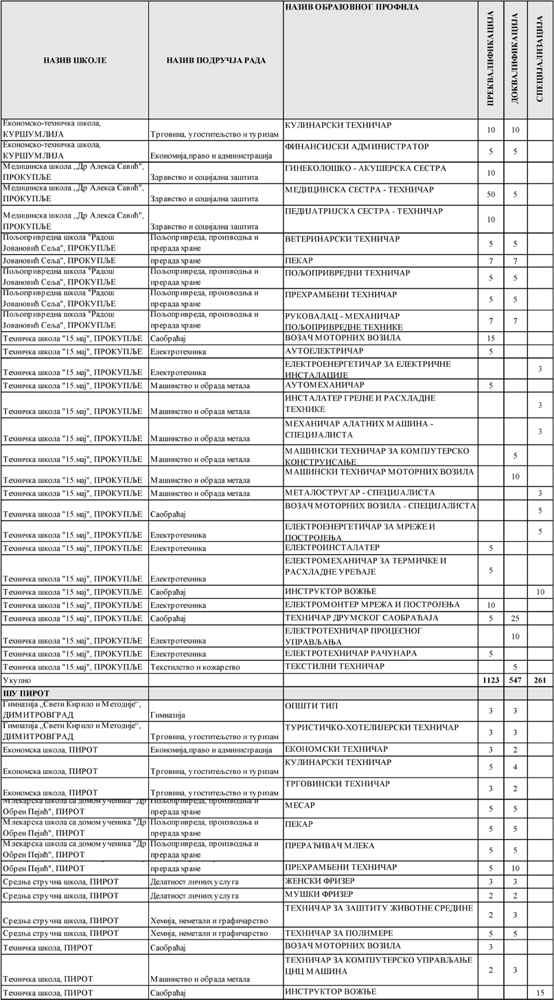 НАЗИВ ШКОЛЕ НАЗИВ ПОДРУЧЈА РАДА НАЗИВ ОБРАЗОВНОГ ПРОФИЛА ПРЕКВАЛИФИКАЦИЈА ДОКВАЛИФИКАЦИЈА СПЕЦИЈАЛИЗАЦИЈА
Економско-техничка школа,
КУРШУМЛИЈА Трговина, угоститељство и туризам КУЛИНАРСКИ ТЕХНИЧАР 10 10
Економско-техничка школа,
КУРШУМЛИЈА Економија,право и администрација ФИНАНСИЈСКИ АДМИНИСТРАТОР 5 5
Медицинска школа ,,Др Алекса Савић",
ПРОКУПЉЕ Здравство и социјална заштита ГИНЕКОЛОШКО - АКУШЕРСКА СЕСТРА 10
Медицинска школа ,,Др Алекса Савић",
ПРОКУПЉЕ Здравство и социјална заштита МЕДИЦИНСКА СЕСТРА - ТЕХНИЧАР 50 5
Медицинска школа ,,Др Алекса Савић",
ПРОКУПЉЕ Здравство и социјална заштита ПЕДИЈАТРИЈСКА СЕСТРА - ТЕХНИЧАР 10
Пољопривредна школа "Радош Пољопривреда, производња и
Јовановић Сеља", ПРОКУПЉЕ прерада хране ВЕТЕРИНАРСКИ ТЕХНИЧАР 5 5
Јовановић Сеља", ПРОКУПЉЕ прерада хране ПЕКАР 7 7
Пољопривредна школа "Радош Пољопривреда, производња и
Јовановић Сеља", ПРОКУПЉЕ прерада хране ПОЉОПРИВРЕДНИ ТЕХНИЧАР 5 5
Пољопривредна школа "Радош Пољопривреда, производња и
Јовановић Сеља", ПРОКУПЉЕ прерада хране ПРЕХРАМБЕНИ ТЕХНИЧАР 5 5
Пољопривредна школа "Радош Пољопривреда, производња и РУКОВАЛАЦ - МЕХАНИЧАР
Јовановић Сеља", ПРОКУПЉЕ прерада хране ПОЉОПРИВРЕДНЕ ТЕХНИКЕ 7 7
Техничка школа "15.мај", ПРОКУПЉЕ Саобраћај ВОЗАЧ МОТОРНИХ ВОЗИЛА 15
Техничка школа "15.мај", ПРОКУПЉЕ Електротехника АУТОЕЛЕКТРИЧАР 5
ЕЛЕКТРОЕНЕРГЕТИЧАР ЗА ЕЛЕКТРИЧНЕ
Техничка школа "15.мај", ПРОКУПЉЕ Електротехника ИНСТАЛАЦИЈЕ 3
Техничка школа "15.мај", ПРОКУПЉЕ Машинство и обрада метала АУТОМЕХАНИЧАР 5
ИНСТАЛАТЕР ГРЕЈНЕ И РАСХЛАДНЕ
Техничка школа "15.мај", ПРОКУПЉЕ Машинство и обрада метала ТЕХНИКЕ 3
МЕХАНИЧАР АЛАТНИХ МАШИНА -
Техничка школа "15.мај", ПРОКУПЉЕ Машинство и обрада метала СПЕЦИЈАЛИСТА 3
МАШИНСКИ ТЕХНИЧАР ЗА КОМПЈУТЕРСКО
Техничка школа "15.мај", ПРОКУПЉЕ Машинство и обрада метала КОНСТРУИСАЊЕ 5
Техничка школа "15.мај", ПРОКУПЉЕ Машинство и обрада метала МАШИНСКИ ТЕХНИЧАР МОТОРНИХ ВОЗИЛА 10
Техничка школа "15.мај", ПРОКУПЉЕ Машинство и обрада метала МЕТАЛОСТРУГАР - СПЕЦИЈАЛИСТА 3
Техничка школа "15.мај", ПРОКУПЉЕ Саобраћај ВОЗАЧ МОТОРНИХ ВОЗИЛА - СПЕЦИЈАЛИСТА 5
ЕЛЕКТРОЕНЕРГЕТИЧАР ЗА МРЕЖЕ И
Техничка школа "15.мај", ПРОКУПЉЕ Електротехника ПОСТРОЈЕЊА 5
Техничка школа "15.мај", ПРОКУПЉЕ Електротехника ЕЛЕКТРОИНСТАЛАТЕР 5
ЕЛЕКТРОМЕХАНИЧАР ЗА ТЕРМИЧКЕ И
Техничка школа "15.мај", ПРОКУПЉЕ Електротехника РАСХЛАДНЕ УРЕЂАЈЕ 5
Техничка школа "15.мај", ПРОКУПЉЕ Саобраћај ИНСТРУКТОР ВОЖЊЕ 10
Техничка школа "15.мај", ПРОКУПЉЕ Електротехника ЕЛЕКТРОМОНТЕР МРЕЖА И ПОСТРОЈЕЊА 10
Техничка школа "15.мај", ПРОКУПЉЕ Саобраћај ТЕХНИЧАР ДРУМСКОГ САОБРАЋАЈА 5 25
ЕЛЕКТРОТЕХНИЧАР ПРОЦЕСНОГ
Техничка школа "15.мај", ПРОКУПЉЕ Електротехника УПРАВЉАЊА 10
Техничка школа "15.мај", ПРОКУПЉЕ Електротехника ЕЛЕКТРОТЕХНИЧАР РАЧУНАРА 5
Техничка школа "15.мај", ПРОКУПЉЕ Текстилство и кожарство ТЕКСТИЛНИ ТЕХНИЧАР 5
Укупно 1123 547 261
ШУ ПИРОТ
Гимназија „Свети Кирило и Методије“,
ДИМИТРОВГРАД Гимназија ОПШТИ ТИП 3 3
Гимназија „Свети Кирило и Методије“,
ДИМИТРОВГРАД Трговина, угоститељство и туризам ТУРИСТИЧКО-ХОТЕЛИЈЕРСКИ ТЕХНИЧАР 3 3
Економска школа, ПИРОТ Економија,право и администрација ЕКОНОМСКИ ТЕХНИЧАР 3 2
Економска школа, ПИРОТ Трговина, угоститељство и туризам КУЛИНАРСКИ ТЕХНИЧАР 5 4
Економска школа, ПИРОТ Трговина, угоститељство и туризам ТРГОВИНСКИ ТЕХНИЧАР 3 2
Млекарска школа са домом ученика "Др Пољопривреда, производња и
Обрен Пејић", ПИРОТ прерада хране МЕСАР 5 5
Млекарска школа са домом ученика "Др Пољопривреда, производња и
Обрен Пејић", ПИРОТ прерада хране ПЕКАР 5 5
Млекарска школа са домом ученика "Др Пољопривреда, производња и
Обрен Пејић", ПИРОТ прерада хране ПРЕРАЂИВАЧ МЛЕКА 5 5
Обрен Пејић", ПИРОТ прерада хране ПРЕХРАМБЕНИ ТЕХНИЧАР 5 10
Средња стручна школа, ПИРОТ Делатност личних услуга ЖЕНСКИ ФРИЗЕР 3 3
Средња стручна школа, ПИРОТ Делатност личних услуга МУШКИ ФРИЗЕР 2 2
Средња стручна школа, ПИРОТ Хемија, неметали и графичарство ТЕХНИЧАР ЗА ЗАШТИТУ ЖИВОТНЕ СРЕДИНЕ 2 3
Средња стручна школа, ПИРОТ Хемија, неметали и графичарство ТЕХНИЧАР ЗА ПОЛИМЕРЕ 5 5
Техничка школа, ПИРОТ Саобраћај ВОЗАЧ МОТОРНИХ ВОЗИЛА 3
ТЕХНИЧАР ЗА КОМПЈУТЕРСКО УПРАВЉАЊЕ
Техничка школа, ПИРОТ Машинство и обрада метала ЦНЦ МАШИНА 2 3
Техничка школа, ПИРОТ Саобраћај ИНСТРУКТОР ВОЖЊЕ 15